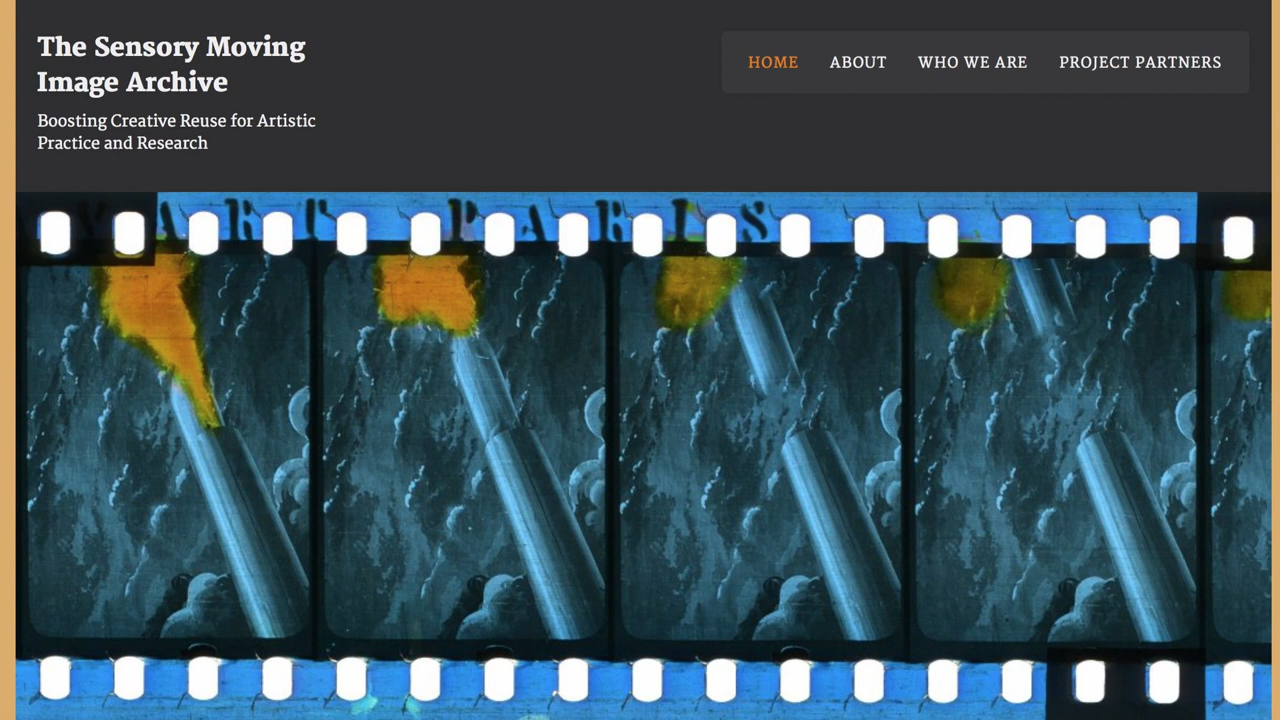 The Sensory Moving
Image Archive
Boosting Creative Reuse for Artistic
Practice and Research
HOME ABOUT WHO WE ARE PROJECT PARTNERS
PARIS